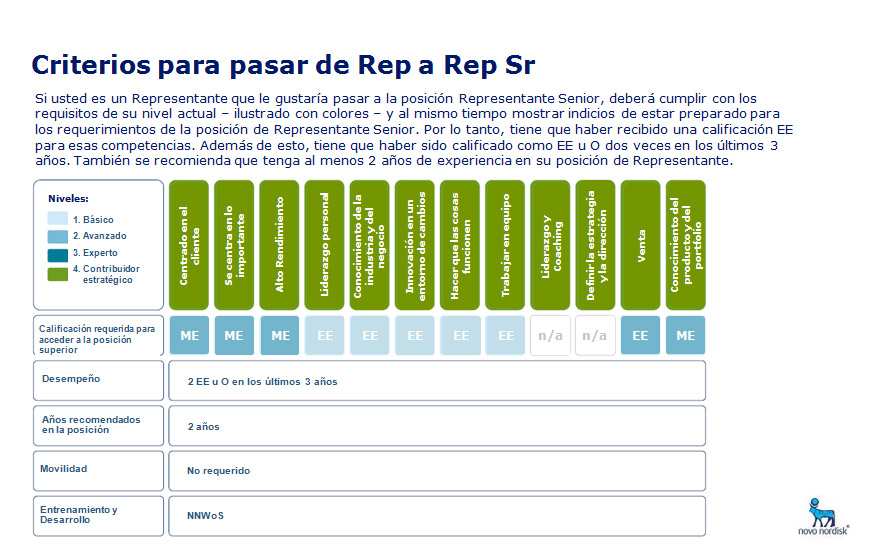 Criterios para pasar de Rep a Rep Sr
Si usted es un Representante que le gustaría pasar a la posición Representante Senior, deberá cumplir con los
requisitos de su nivel actual – ilustrado con colores – y al mismo tiempo mostrar indicios de estar preparado para
los requerimientos de la posición de Representante Senior. Por lo tanto, tiene que haber recibido una calificación EE
para esas competencias. Además de esto, tiene que haber sido calificado como EE u O dos veces en los últimos 3
años. También se recomienda que tenga al menos 2 años de experiencia en su posición de Representante.
Niveles:
1. Básico
2. Avanzado
3. Experto
4. Contribuidor
estratégico
Centrado en el
cliente
Se centra en lo
importante
Alto Rendimiento
Liderazgo personal
Conocimiento de la
industria y del
negocio
Innovación en un
entorno de cambios
Hacer que las cosas
funcionen
Trabajar en equipo
Liderazgo y
Coaching
Definir la estrategia
y la dirección
Venta
Conocimiento del
producto y del
portfolio
Calificación requerida para
acceder a la posición
superior
ME ME ME EE EE EE EE EE n/a n/a EE ME
Desempeño
2 EE u O en los últimos 3 años
Años recomendados
en la posición
2 años
Movilidad
No requerido
Entrenamiento y
Desarrollo
NNWoS
novo nordisk®